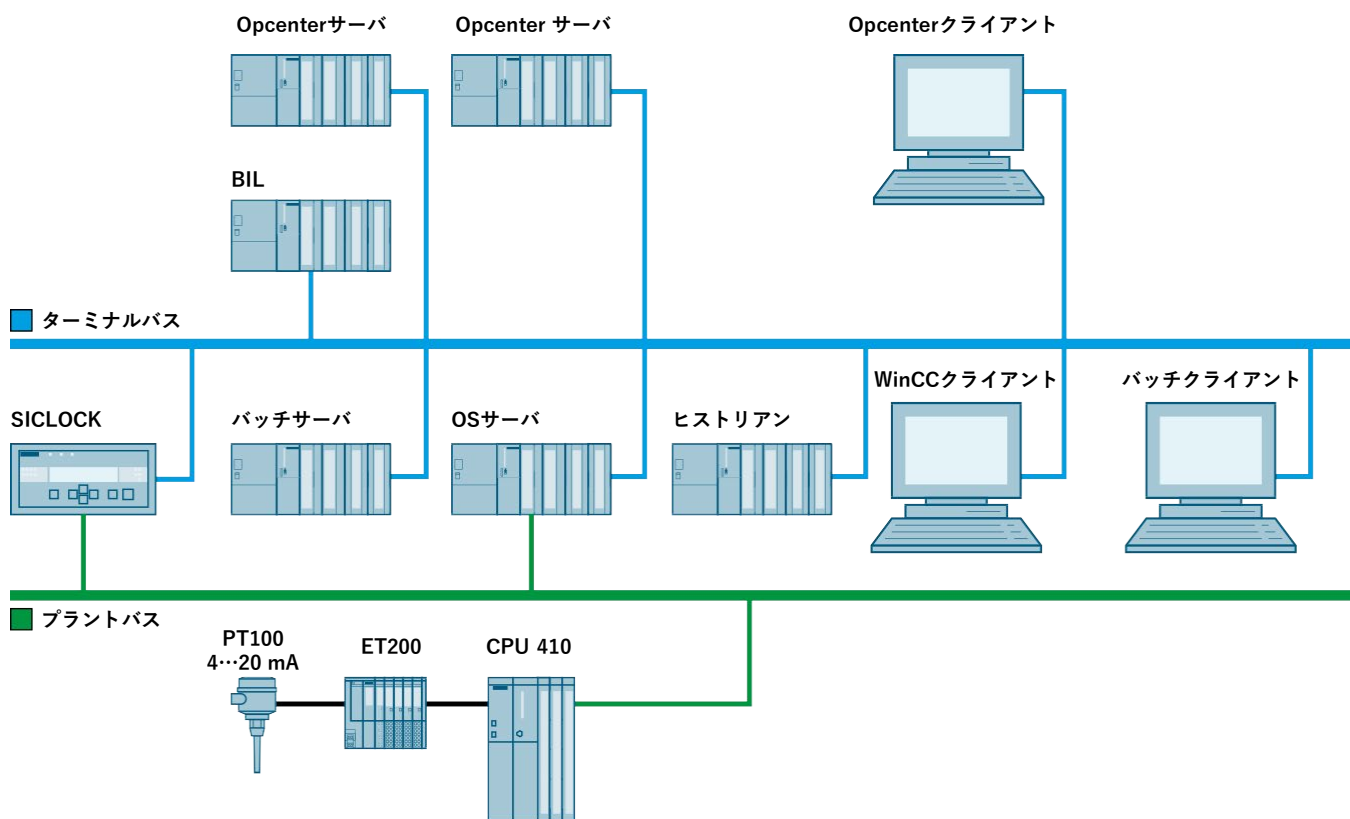 Opcenterサーバ
Opcenter サーバ
Opcenterクライアント
BIL
ターミナルバス
WinCCクライアント
バッチクライアント
SICLOCK
バッチサーバ
OSサーバ
ヒストリアン
プラントバス
PT100
4…20 mA
ET200
CPU 410